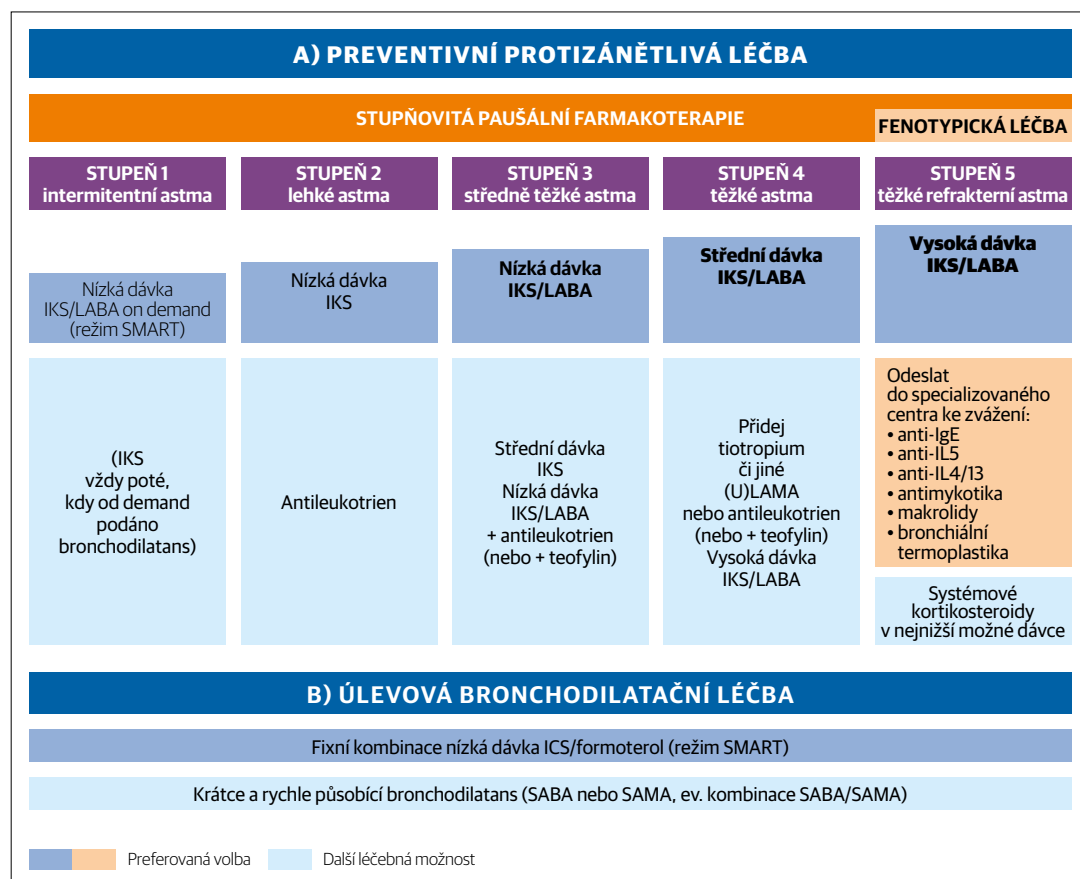 A) PREVENTIVNÍ PROTIZÁNĚTLIVÁ LÉČBA
STUPŇOVITÁ PAUŠÁLNÍ FARMAKOTERAPIE
FENOTYPICKÁ LÉČBA
STUPEŇ 1
intermitentní astma
STUPEŇ 2
lehké astma
STUPEŇ 3
středně těžké astma
STUPEŇ 4
těžké astma
STUPEŇ 5
těžké refrakterní astma
Nízká dávka
IKS/LABA on demand
(režim SMART)
Nízká dávka
IKS
Nízká dávka
IKS/LABA
Střední dávka
IKS/LABA
Vysoká dávka
IKS/LABA
(IKS
vždy poté,
kdy od demand
podáno
bronchodilatans)
Antileukotrien
Střední dávka
IKS
Nízká dávka
IKS/LABA
+ antileukotrien
(nebo + teofylin)
Přidej
tiotropium
či jiné
(U)LAMA
nebo antileukotrien
(nebo + teofylin)
Vysoká dávka
IKS/LABA
Odeslat
do specializovaného
centra ke zvážení:
• anti-IgE
• anti-IL5
• anti-IL4/13
• antimykotika
• makrolidy
• bronchiální
termoplastika
Systémové
kortikosteroidy
v nejnižší možné dávce
B) ÚLEVOVÁ BRONCHODILATAČNÍ LÉČBA
Fixní kombinace nízká dávka ICS/formoterol (režim SMART)
Krátce a rychle působící bronchodilatans (SABA nebo SAMA, ev. kombinace SABA/SAMA)
Preferovaná volba
Další léčebná možnost